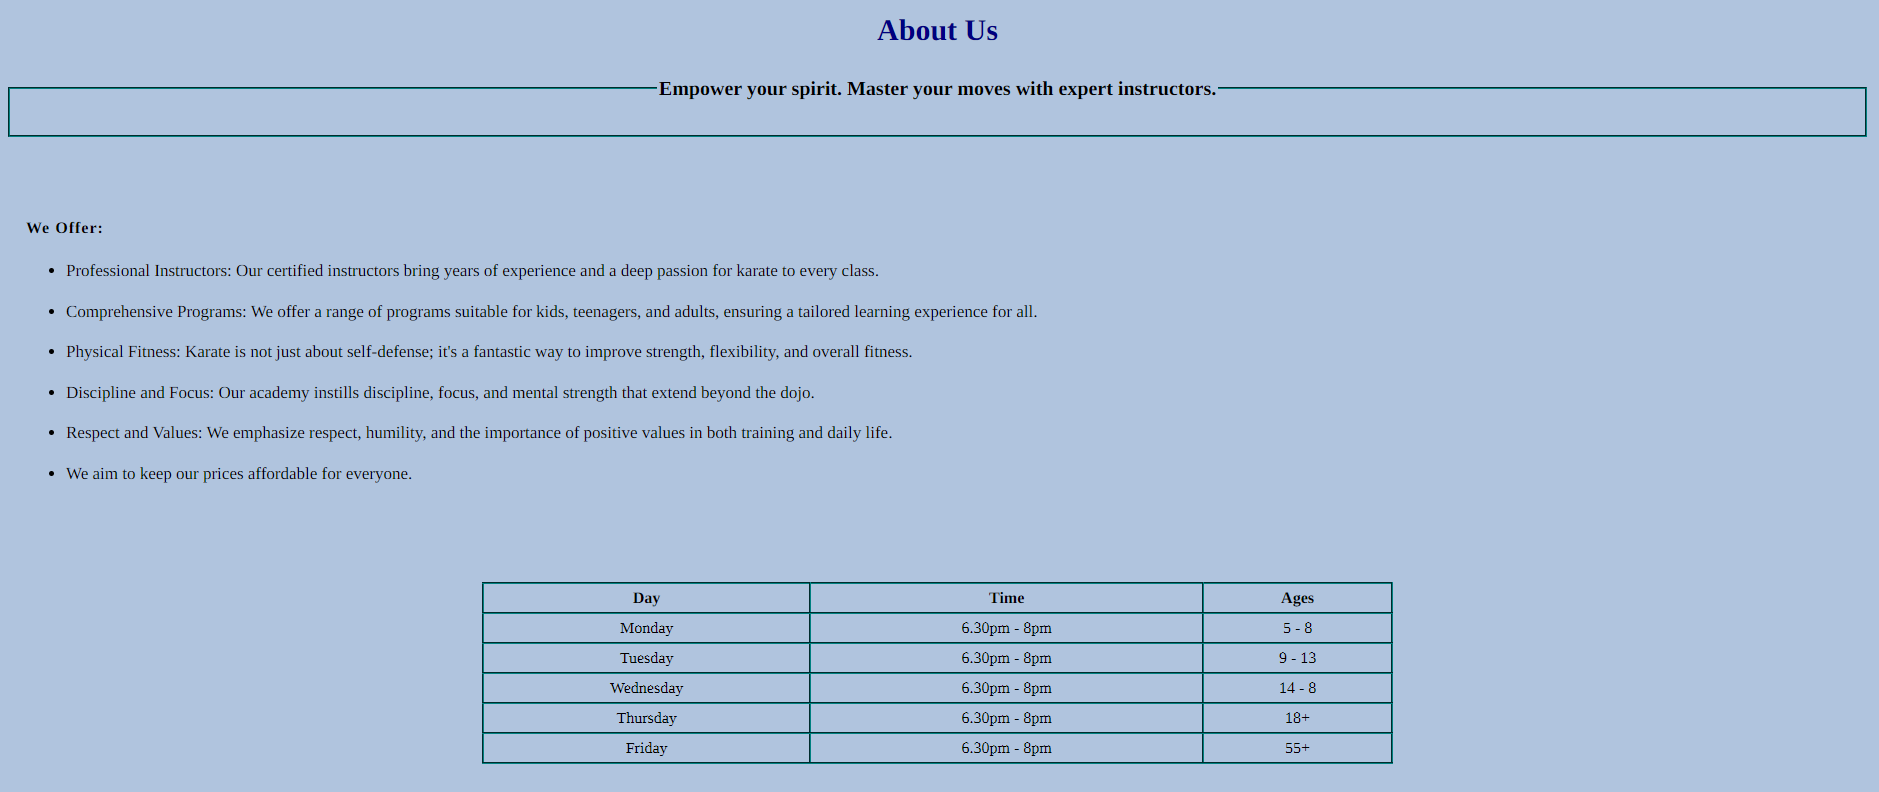 About Us
Empower your spirit. Master your moves with expert instructors.
We Offer:
• Professional Instructors: Our certified instructors bring years of experience and a deep passion for karate to every class.
• Comprehensive Programs: We offer a range of programs suitable for kids, teenagers, and adults, ensuring a tailored learning experience for all.
• Physical Fitness: Karate is not just about self-defense; it's a fantastic way to improve strength, flexibility, and overall fitness.
• Discipline and Focus: Our academy instills discipline, focus, and mental strength that extend beyond the dojo.
• Respect and Values: We emphasize respect, humility, and the importance of positive values in both training and daily life.
• We aim to keep our prices affordable for everyone.
Day Time Ages
Monday 6.30pm - 8pm 5 - 8
Tuesday 6.30pm - 8pm 9 - 13
Wednesday 6.30pm - 8pm 14 - 8
Thursday 6.30pm - 8pm 18+
Friday 6.30pm - 8pm 55+